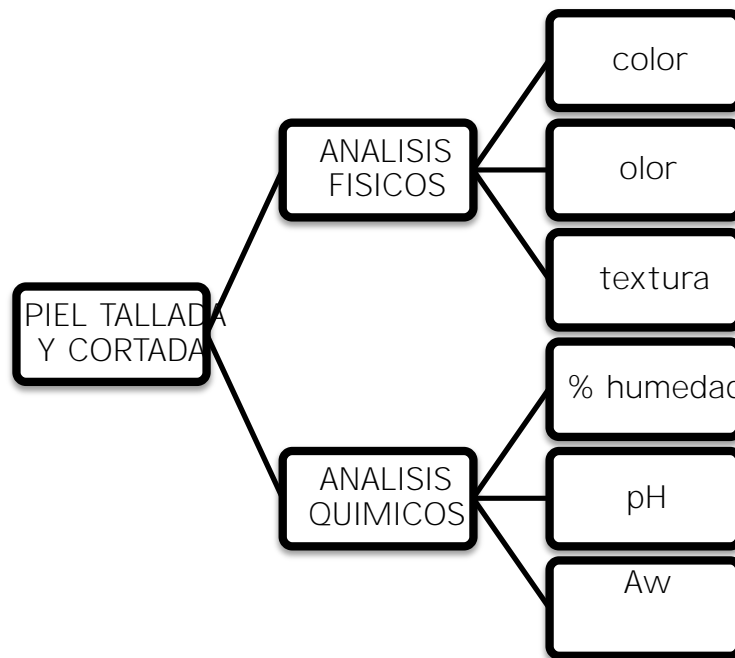 PIEL TALLADA
Y CORTADA
ANALISIS
FISICOS
color
olor
textura
ANALISIS
QUIMICOS
% humedad
pH
Aw